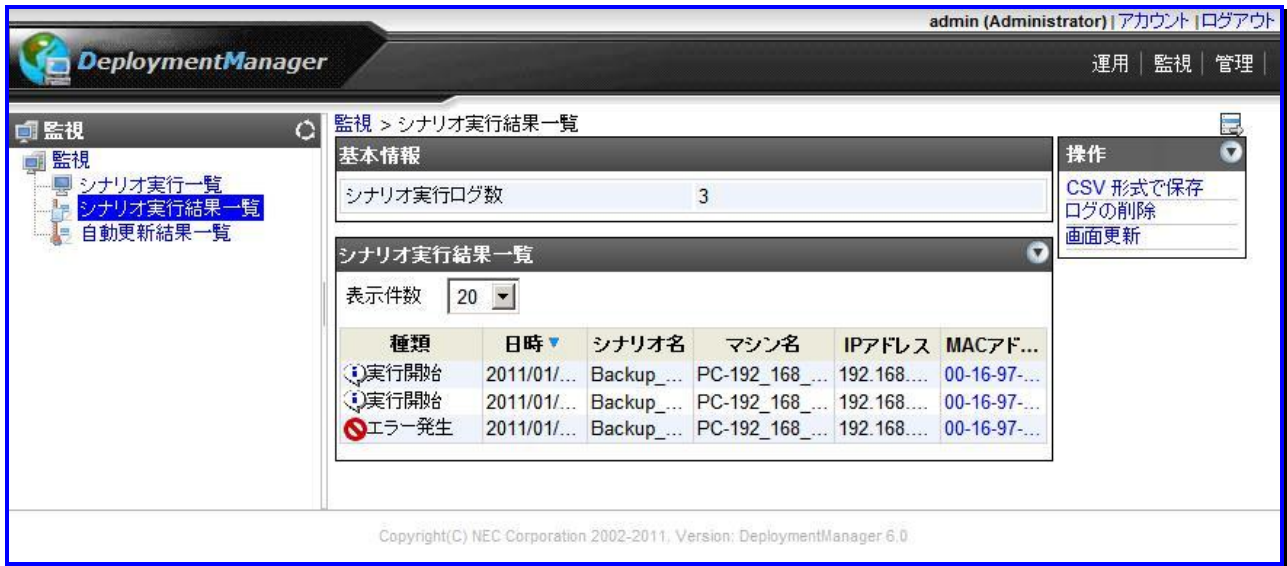 admin (Administrator) | アカウント | ログアウト
DeploymentManager
運用 | 監視 | 管理 |
監視
監視
シナリオ実行一覧
シナリオ実行結果一覧
自動更新結果一覧
監視 > シナリオ実行結果一覧
基本情報
シナリオ実行ログ数 3
シナリオ実行結果一覧
表示件数 20
種類 日時 シナリオ名 マシン名 IPアドレス MACアド...
実行開始 2011/01/... Backup_... PC-192_168_... 192.168.... 00-16-97-...
実行開始 2011/01/... Backup_... PC-192_168_... 192.168.... 00-16-97-...
エラー発生 2011/01/... Backup_... PC-192_168_... 192.168.... 00-16-97-...
操作
CSV 形式で保存
ログの削除
画面更新
Copyright(C) NEC Corporation 2002-2011. Version: DeploymentManager 6.0